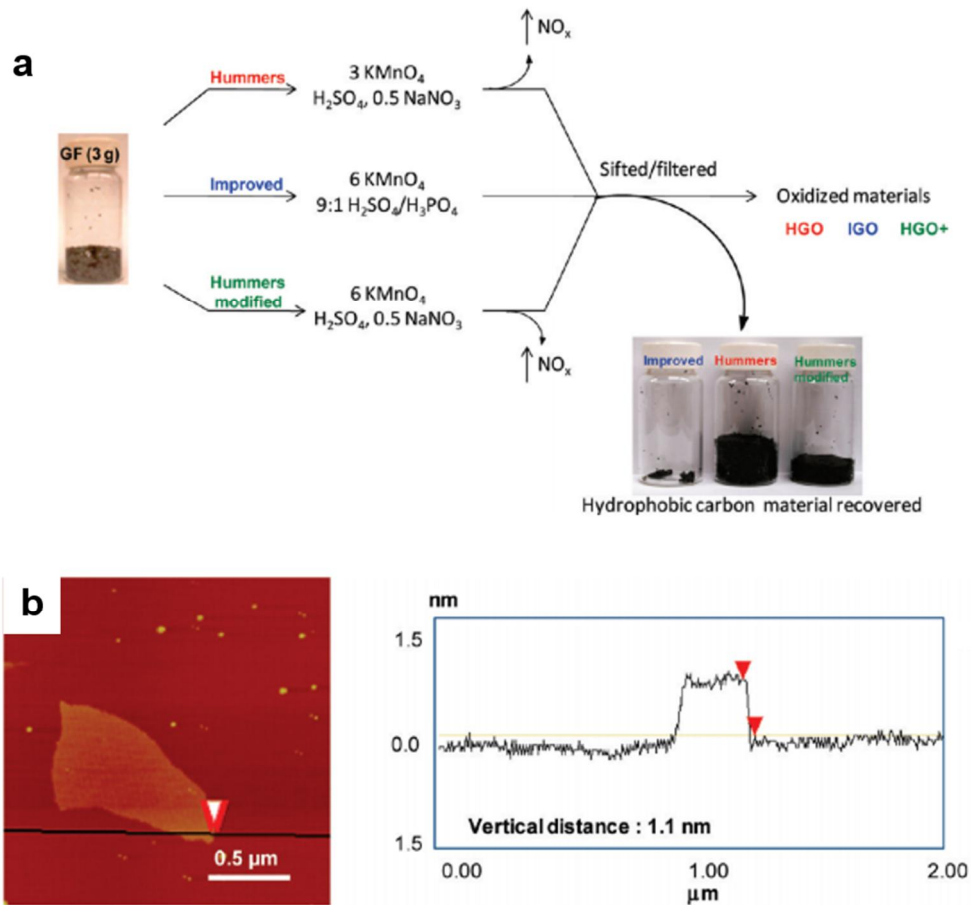 a
NOₓ
Hummers
3 KMnO₄
H₂SO₄, 0.5 NaNO₃
GF (3 g)
Improved
6 KMnO₄
9:1 H₂SO₄/H₃PO₄
Sifted/filtered
Oxidized materials
HGO IGO HGO+
Hummers
modified
6 KMnO₄
H₂SO₄, 0.5 NaNO₃
NOₓ
Improved
Hummers
Hummers
modified
Hydrophobic carbon material recovered
b
0.5 µm
nm
1.5
0.0
1.5
Vertical distance : 1.1 nm
0.00 1.00 2.00
µm